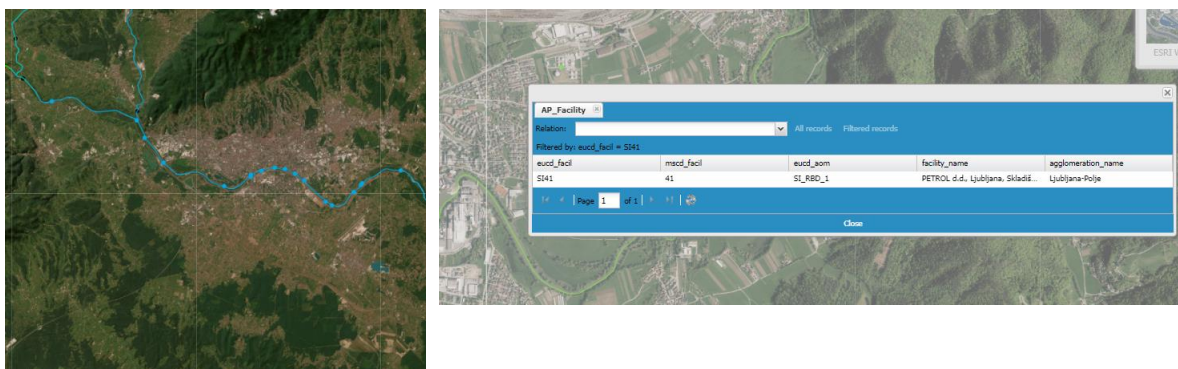 ESRI
AP_Facility
Relation: All records Filtered records
Filtered by: eucd_facil = SI41
eucd_facil mscd_facil eucd_aom facility_name agglomeration_name
SI41 41 SI_RBD_1 PETROL d.d., Ljubljana, Skladiš... Ljubljana-Polje
Page 1 of 1
Close